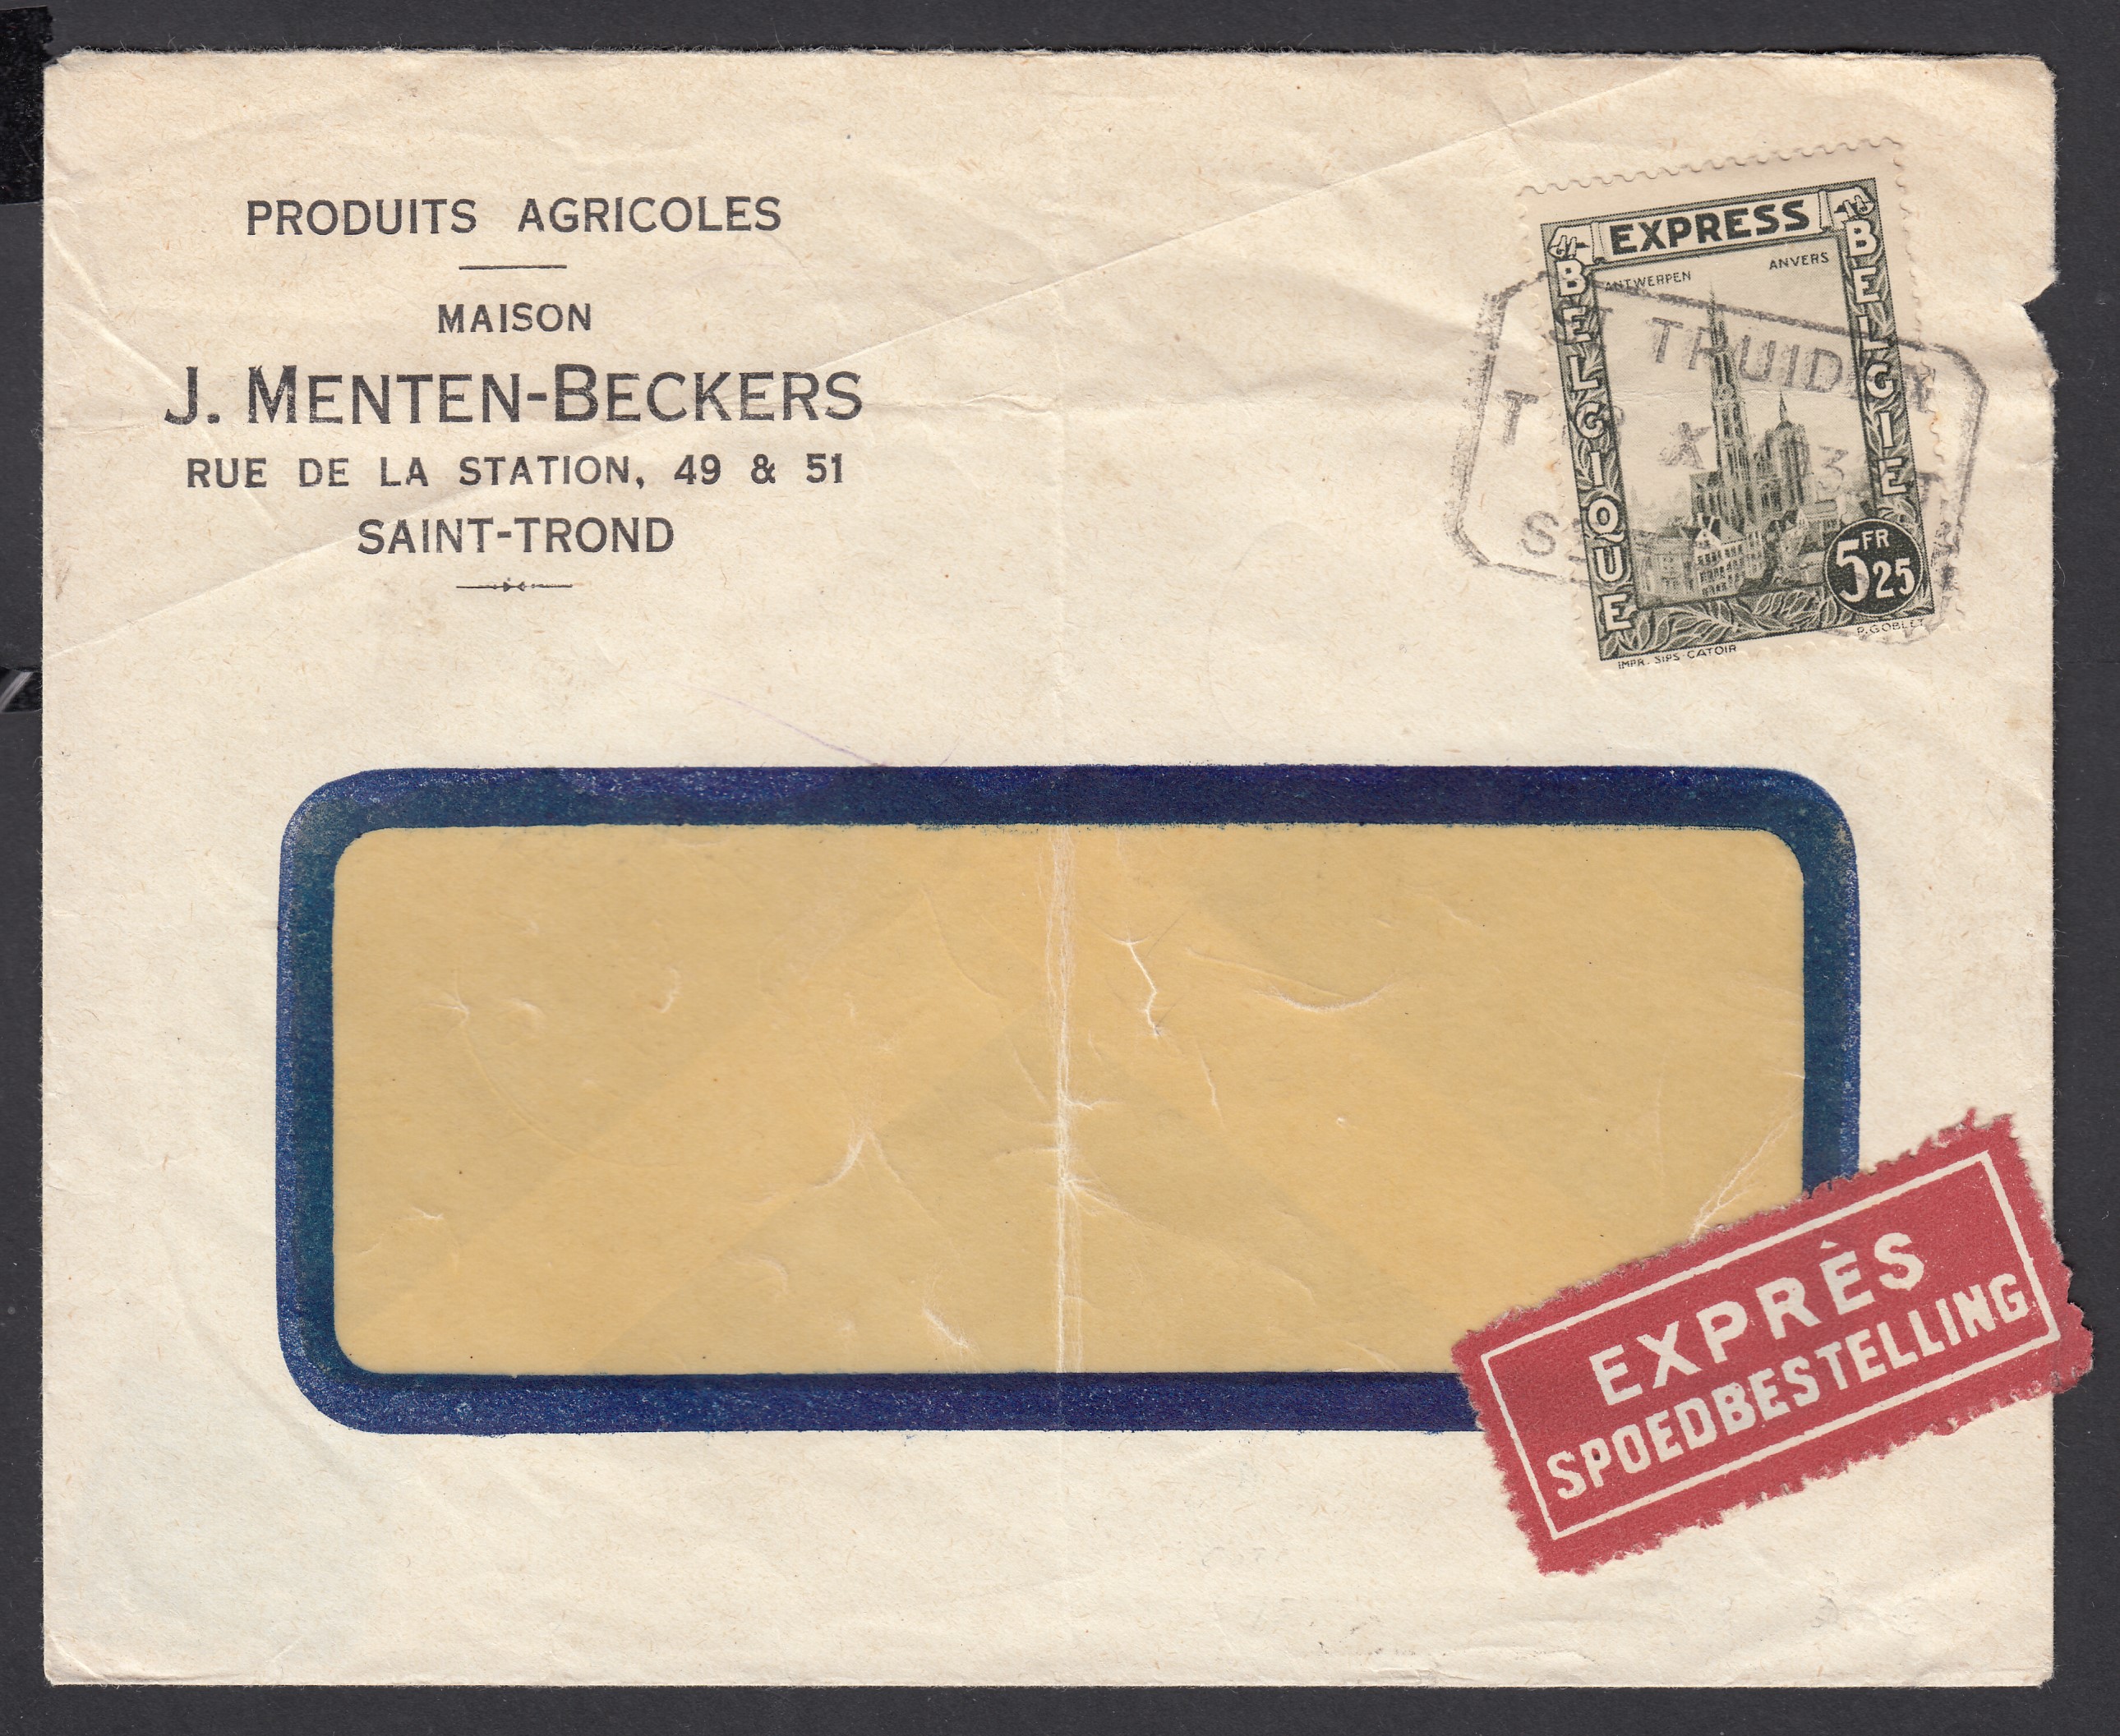 PRODUITS AGRICOLES
MAISON
J. MENTEN-BECKERS
RUE DE LA STATION, 49 & 51
SAINT-TROND
EXPRESS
BELGIQUE
BELGIE
ANTWERPEN
ANVERS
5FR25
P. GOBLET
IMPR. SIPS-CATOIR
EXPRÈS
SPOEDBESTELLING